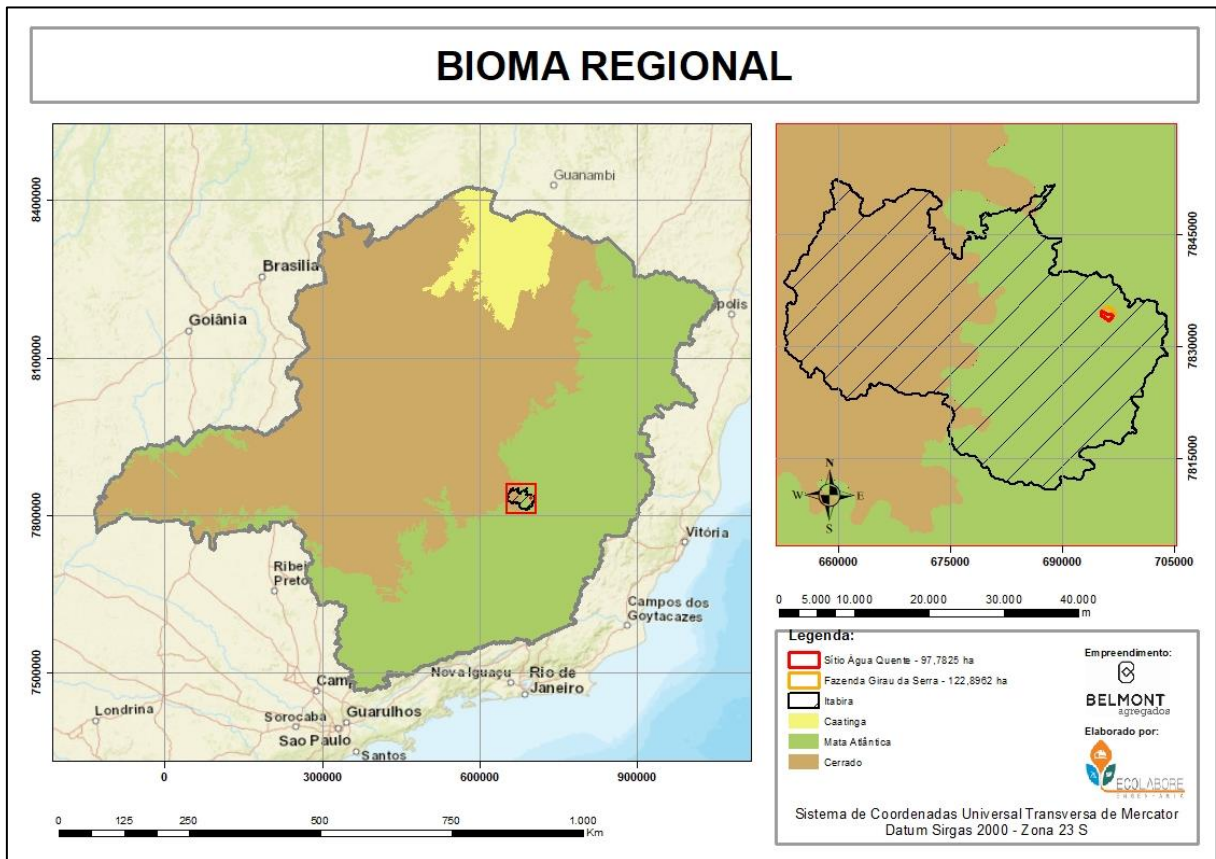 BIOMA REGIONAL
Guanambi
Brasilia
Goiânia
polis
Ribei
Preto
Vitória
Campos dos
Goytacazes
Nova Iguaçu
Rio de
Janeiro
Cam
Londrina
Sorocaba
Guarulhos
Sao Paulo
Santos
8400000
8100000
7800000
7500000
0 300000 600000 900000
0 125 250 500 750 1.000
Km
7845000
7830000
7815000
N
W E
S
660000 675000 690000 705000
0 5.000 10.000 20.000 30.000 40.000
m
Legenda:
Sítio Água Quente - 97,7825 ha
Fazenda Girau da Serra - 122,8962 ha
Itabira
Caatinga
Mata Atlântica
Cerrado
Empreendimento:
BELMONT
agregados
Elaborado por:
ECOLABORE
Sistema de Coordenadas Universal Transversa de Mercator
Datum Sirgas 2000 - Zona 23 S